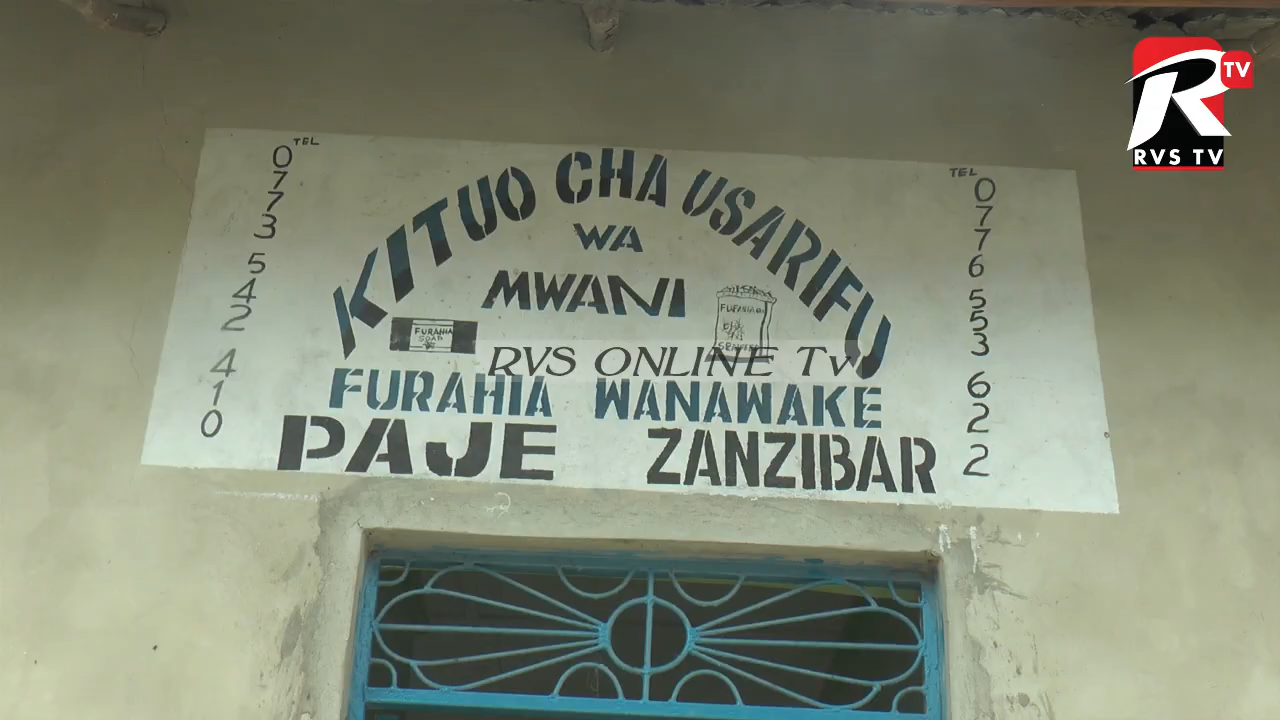 TV
R
RVS TV
TEL
0773 542 410
KITUO CHA USARIFU
WA
MWANI
FURAHIA
SOAP
RVS ONLINE Tv
FURAHIA WANAWAKE
PAJE ZANZIBAR
TEL
0776 553 622